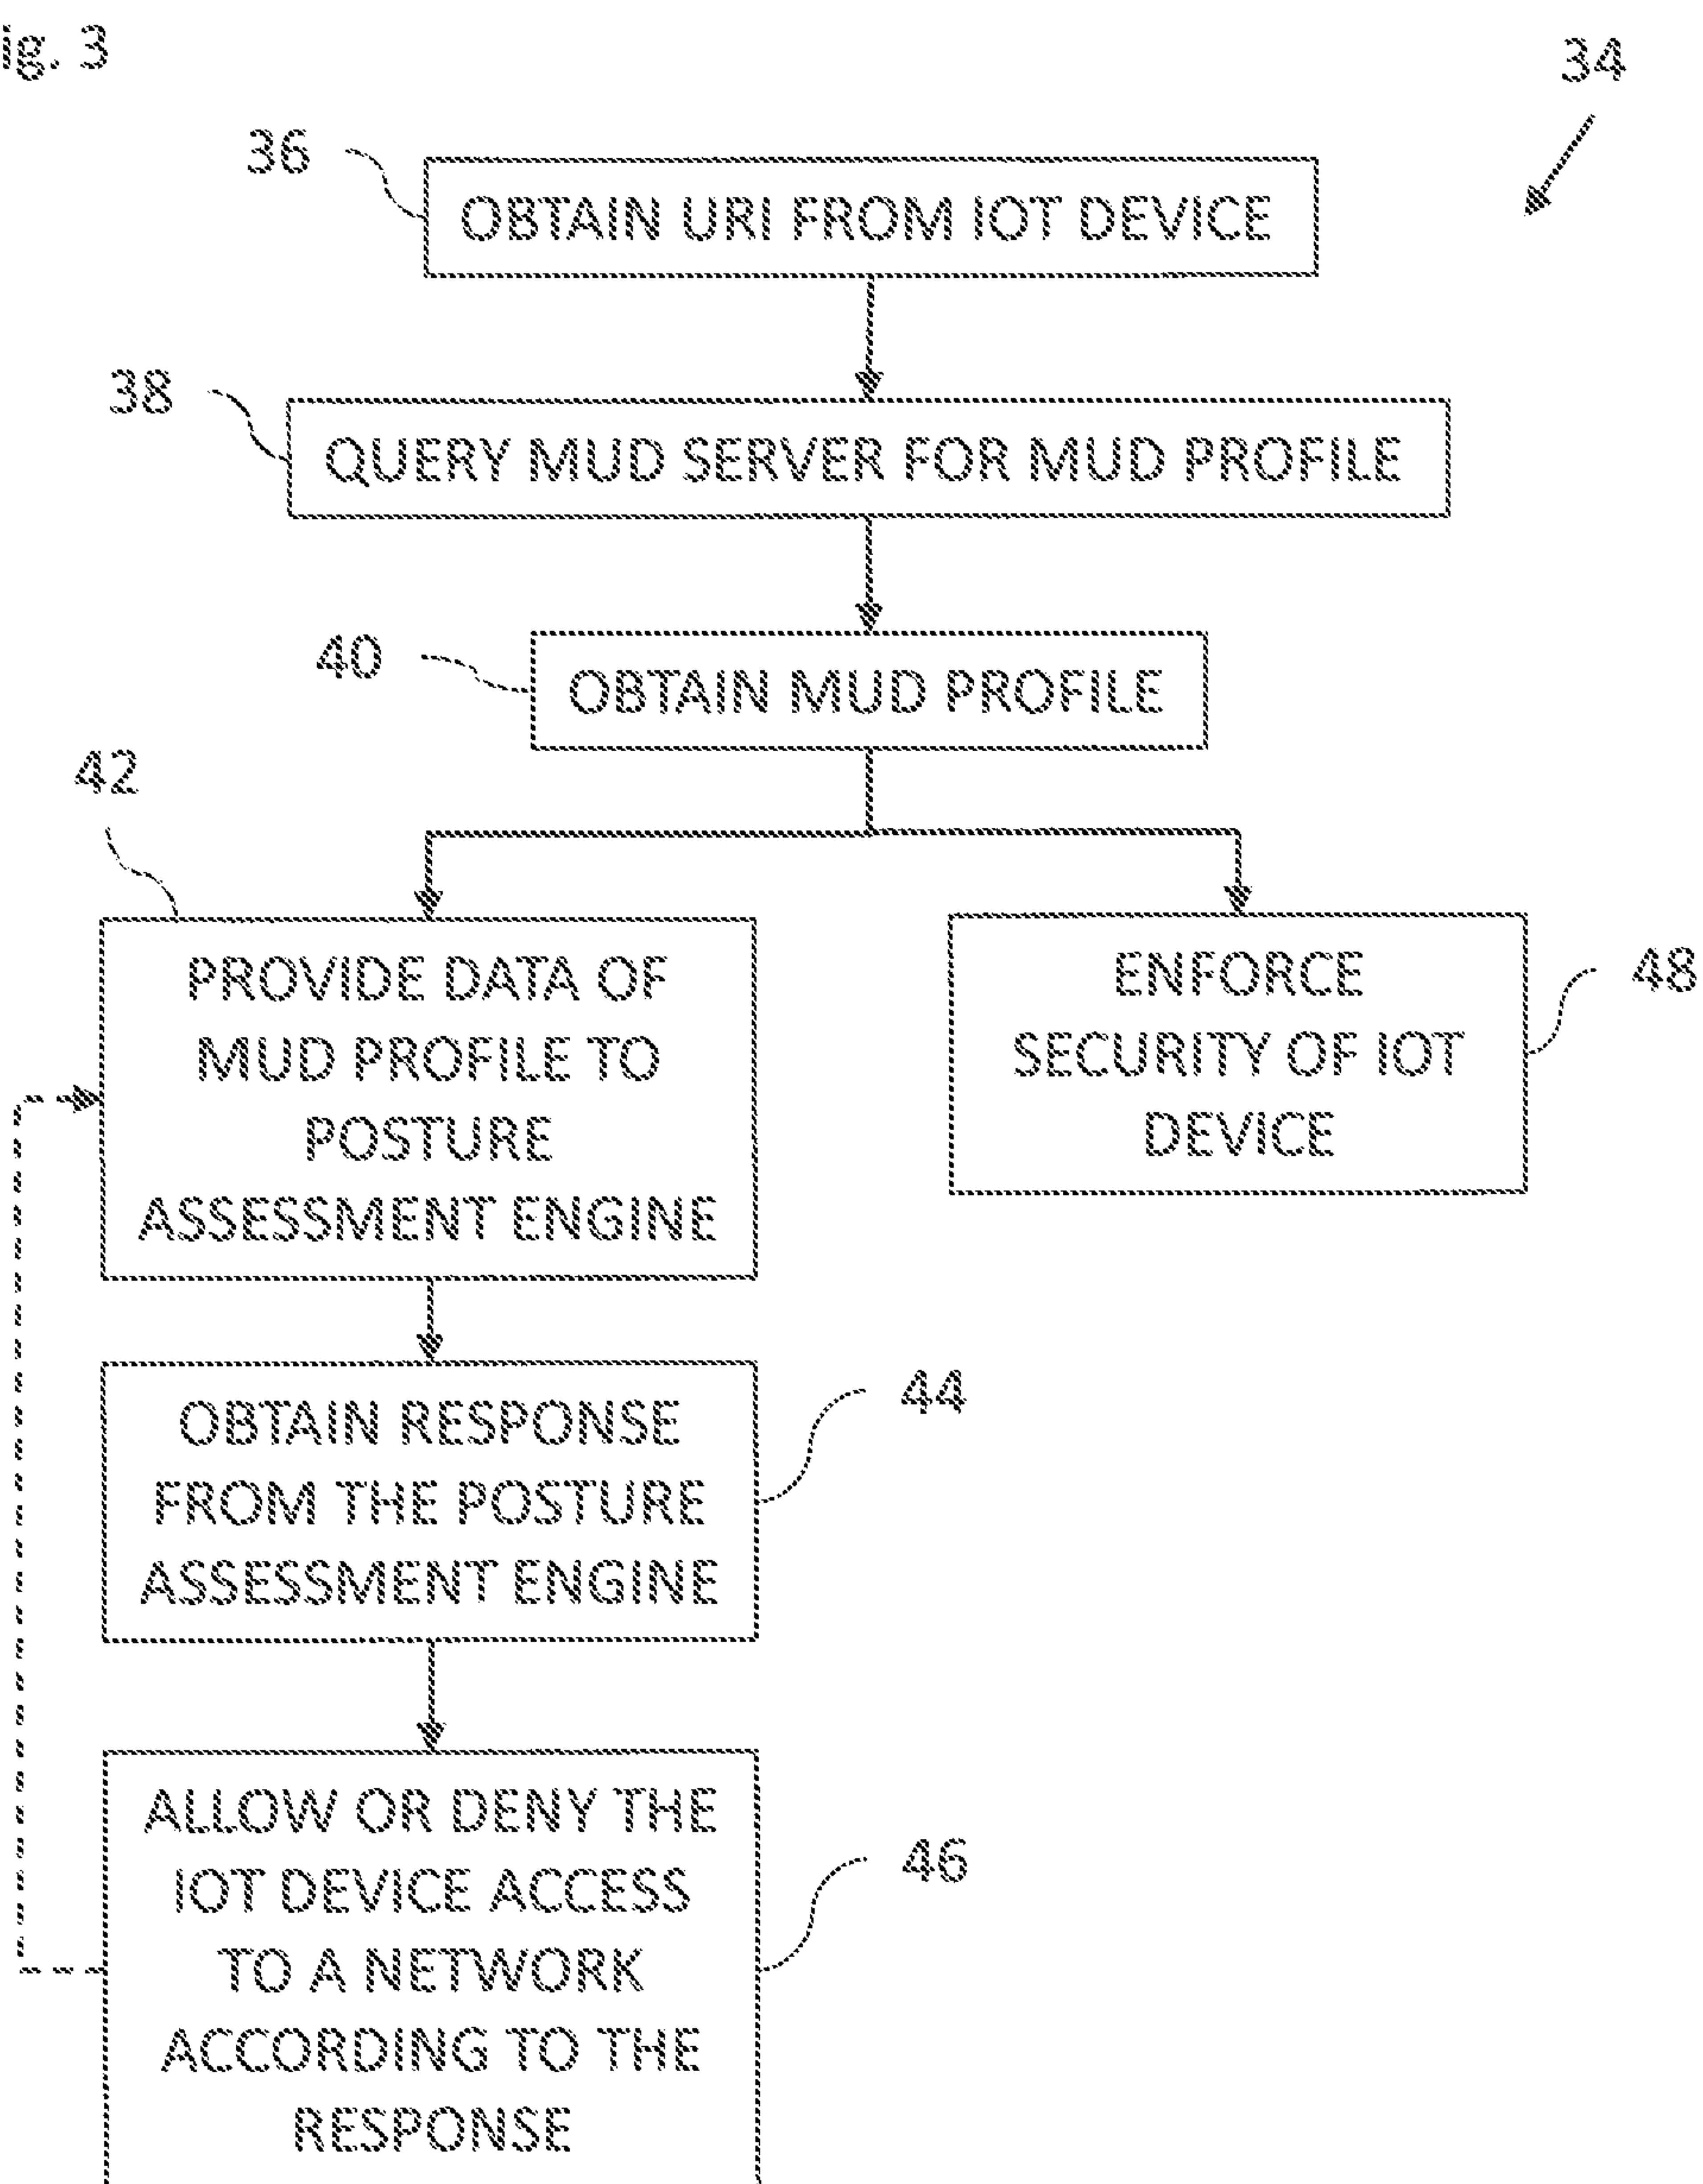 ig. 3
34
36
OBTAIN URI FROM IOT DEVICE
38
QUERY MUD SERVER FOR MUD PROFILE
40
OBTAIN MUD PROFILE
42
PROVIDE DATA OF
MUD PROFILE TO
POSTURE
ASSESSMENT ENGINE
ENFORCE
SECURITY OF IOT
DEVICE
48
OBTAIN RESPONSE
FROM THE POSTURE
ASSESSMENT ENGINE
44
ALLOW OR DENY THE
IOT DEVICE ACCESS
TO A NETWORK
ACCORDING TO THE
RESPONSE
46